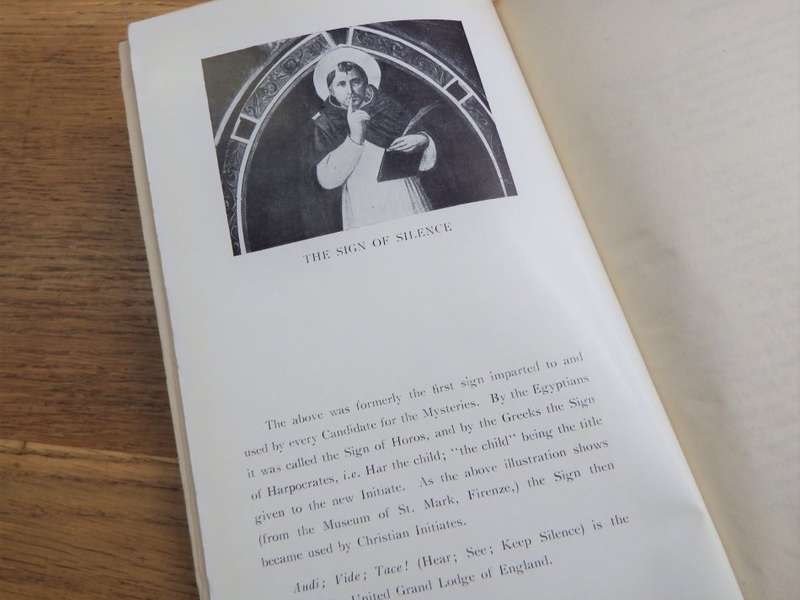 THE SIGN OF SILENCE
The above was formerly the first sign imparted to and
used by every Candidate for the Mysteries. By the Egyptians
it was called the Sign of Horos, and by the Greeks the Sign
of Harpocrates, i.e. Har the child; "the child" being the title
given to the new Initiate. As the above illustration shows
(from the Museum of St. Mark, Firenze,) the Sign then
became used by Christian Initiates.
Audi; Vide; Tace! (Hear; See; Keep Silence) is the
United Grand Lodge of England.